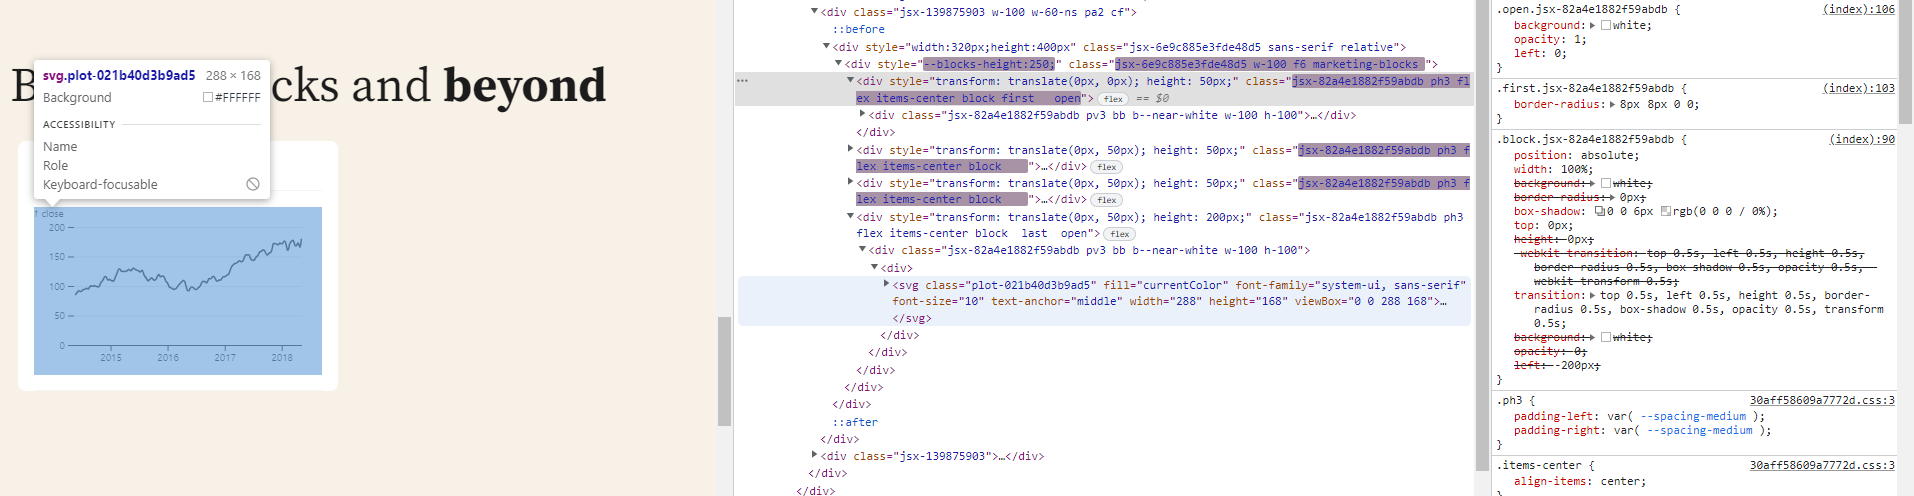 B cks and beyond
svg.plot-021b40d3b9ad5 288 × 168
Background #FFFFFF
ACCESSIBILITY
Name
Role
Keyboard-focusable
↑ close
200
150
100
50
0
2015 2016 2017 2018
<div class="jsx-139875903 w-100 w-60-ns pa2 cf">
::before
<div style="width:320px;height:400px" class="jsx-6e9c885e3fde48d5 sans-serif relative">
<div style="--blocks-height:250;" class="jsx-6e9c885e3fde48d5 w-100 f6 marketing-blocks ">
<div style="transform: translate(0px, 0px); height: 50px;" class="jsx-82a4e1882f59abdb ph3 fl
ex items-center block first  open"> flex == $0
<div class="jsx-82a4e1882f59abdb pv3 bb b--near-white w-100 h-100">…</div>
</div>
<div style="transform: translate(0px, 50px); height: 50px;" class="jsx-82a4e1882f59abdb ph3 f
lex items-center block   ">…</div> flex
<div style="transform: translate(0px, 50px); height: 50px;" class="jsx-82a4e1882f59abdb ph3 f
lex items-center block   ">…</div> flex
<div style="transform: translate(0px, 50px); height: 200px;" class="jsx-82a4e1882f59abdb ph3
flex items-center block  last  open"> flex
<div class="jsx-82a4e1882f59abdb pv3 bb b--near-white w-100 h-100">
<div>
<svg class="plot-021b40d3b9ad5" fill="currentColor" font-family="system-ui, sans-serif"
font-size="10" text-anchor="middle" width="288" height="168" viewBox="0 0 288 168">…
</svg>
</div>
</div>
</div>
</div>
</div>
::after
</div>
<div class="jsx-139875903">…</div>
</div>
</div>
.open.jsx-82a4e1882f59abdb { (index):106
background: white;
opacity: 1;
left: 0;
}
.first.jsx-82a4e1882f59abdb { (index):103
border-radius: 8px 8px 0 0;
}
.block.jsx-82a4e1882f59abdb { (index):90
position: absolute;
width: 100%;
background: white;
border-radius: 0px;
box-shadow: 0 0 6px rgb(0 0 0 / 0%);
top: 0px;
height: 0px;
-webkit-transition: top 0.5s, left 0.5s, height 0.5s,
border-radius 0.5s, box-shadow 0.5s, opacity 0.5s, -
webkit-transform 0.5s;
transition: top 0.5s, left 0.5s, height 0.5s, border-
radius 0.5s, box-shadow 0.5s, opacity 0.5s, transform
0.5s;
background: white;
opacity: 0;
left: -200px;
}
.ph3 { 30aff58609a7772d.css:3
padding-left: var( --spacing-medium );
padding-right: var( --spacing-medium );
}
.items-center { 30aff58609a7772d.css:3
align-items: center;